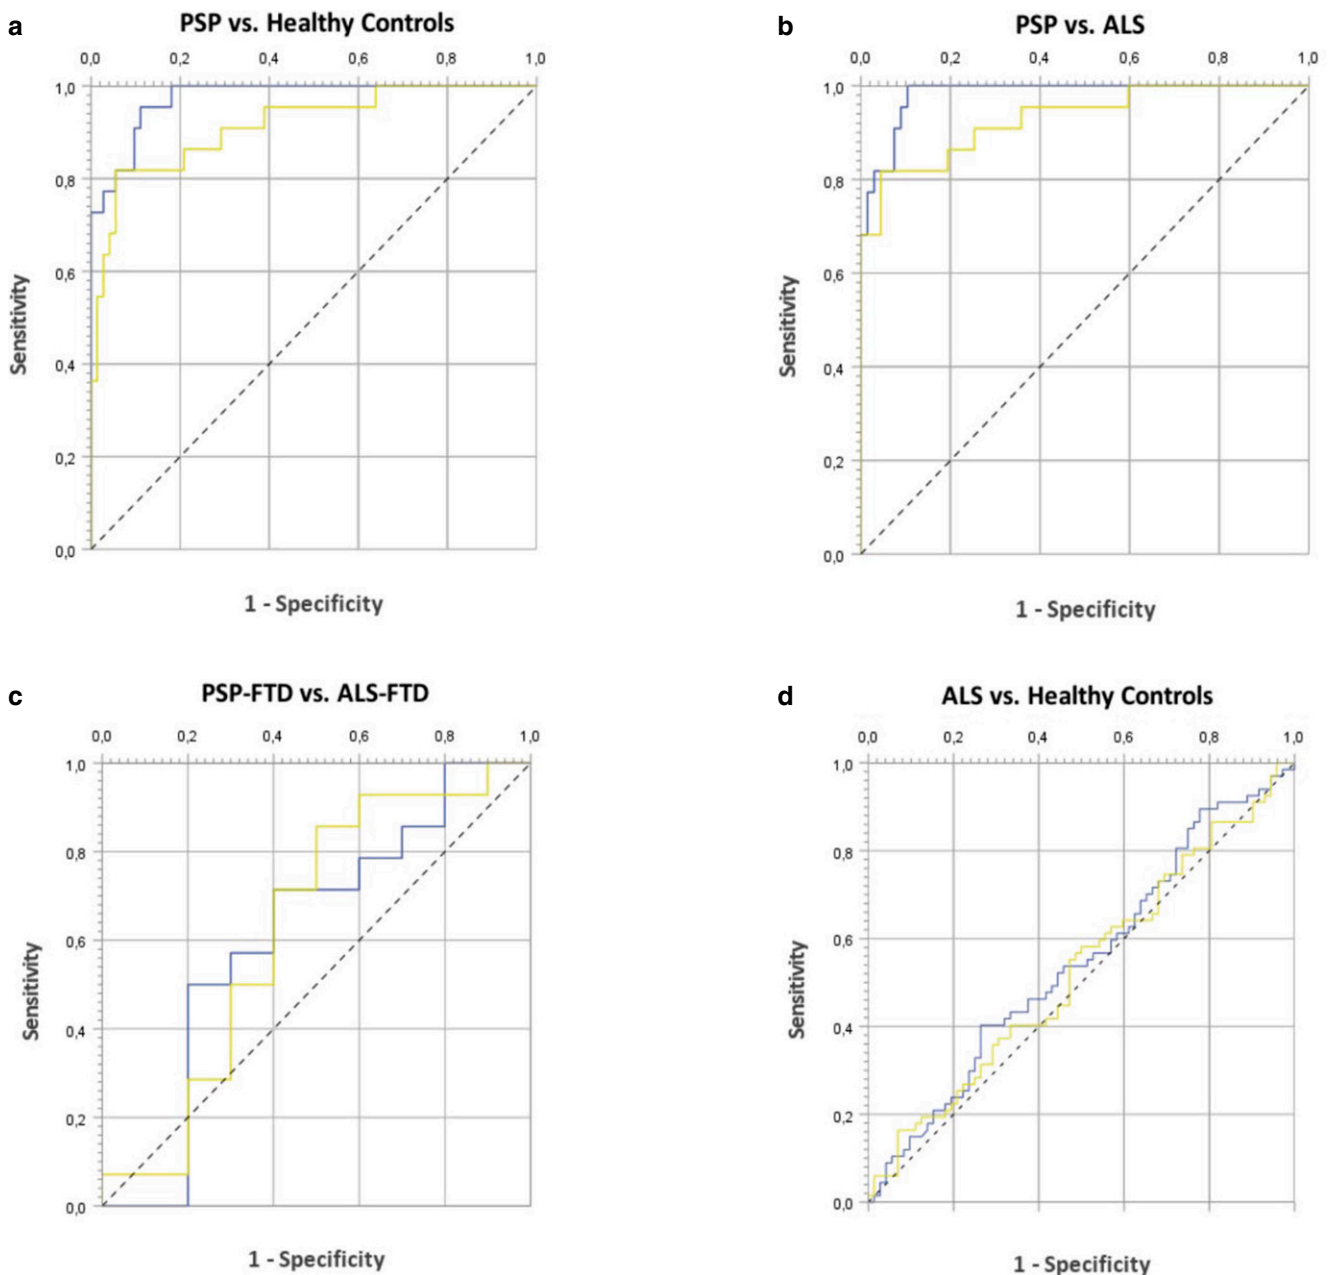 a
PSP vs. Healthy Controls
0,0 0,2 0,4 0,6 0,8 1,0
1,0
0,8
0,6
0,4
0,2
0,0
Sensitivity
1 - Specificity
b
PSP vs. ALS
0,0 0,2 0,4 0,6 0,8 1,0
1,0
0,8
0,6
0,4
0,2
0,0
Sensitivity
1 - Specificity
c
PSP-FTD vs. ALS-FTD
0,0 0,2 0,4 0,6 0,8 1,0
1,0
0,8
0,6
0,4
0,2
0,0
Sensitivity
1 - Specificity
d
ALS vs. Healthy Controls
0,0 0,2 0,4 0,6 0,8 1,0
1,0
0,8
0,6
0,4
0,2
0,0
Sensitivity
1 - Specificity